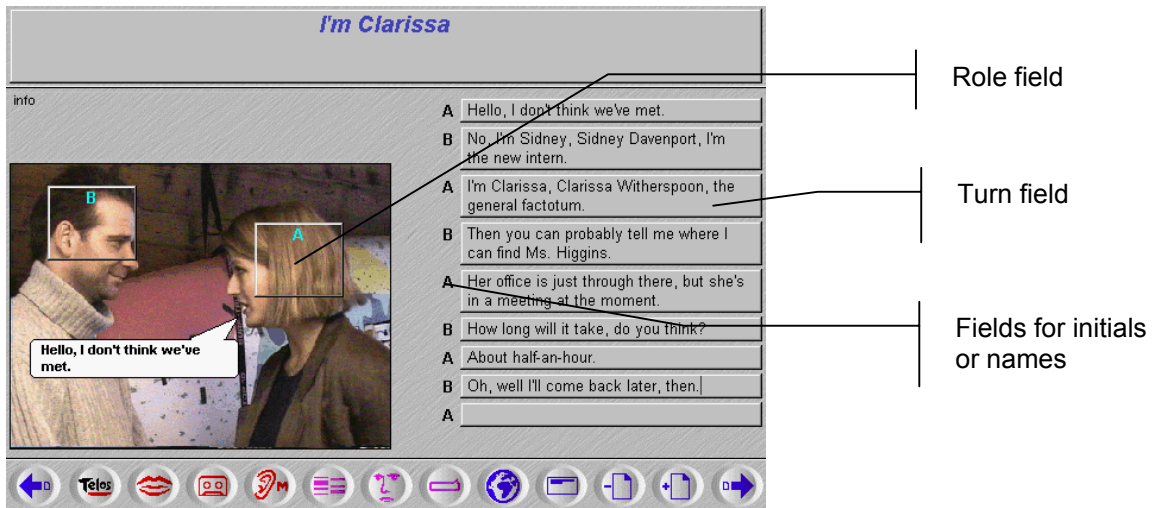 I'm Clarissa
info
A Hello, I don't think we've met.
B No, I'm Sidney, Sidney Davenport, I'm
the new intern.
A I'm Clarissa, Clarissa Witherspoon, the
general factotum.
B Then you can probably tell me where I
can find Ms. Higgins.
A Her office is just through there, but she's
in a meeting at the moment.
B How long will it take, do you think?
A About half-an-hour.
B Oh, well I'll come back later, then.
A
B
A
Hello, I don't think we've
met.
D Telos M - + D
Role field
Turn field
Fields for initials
or names